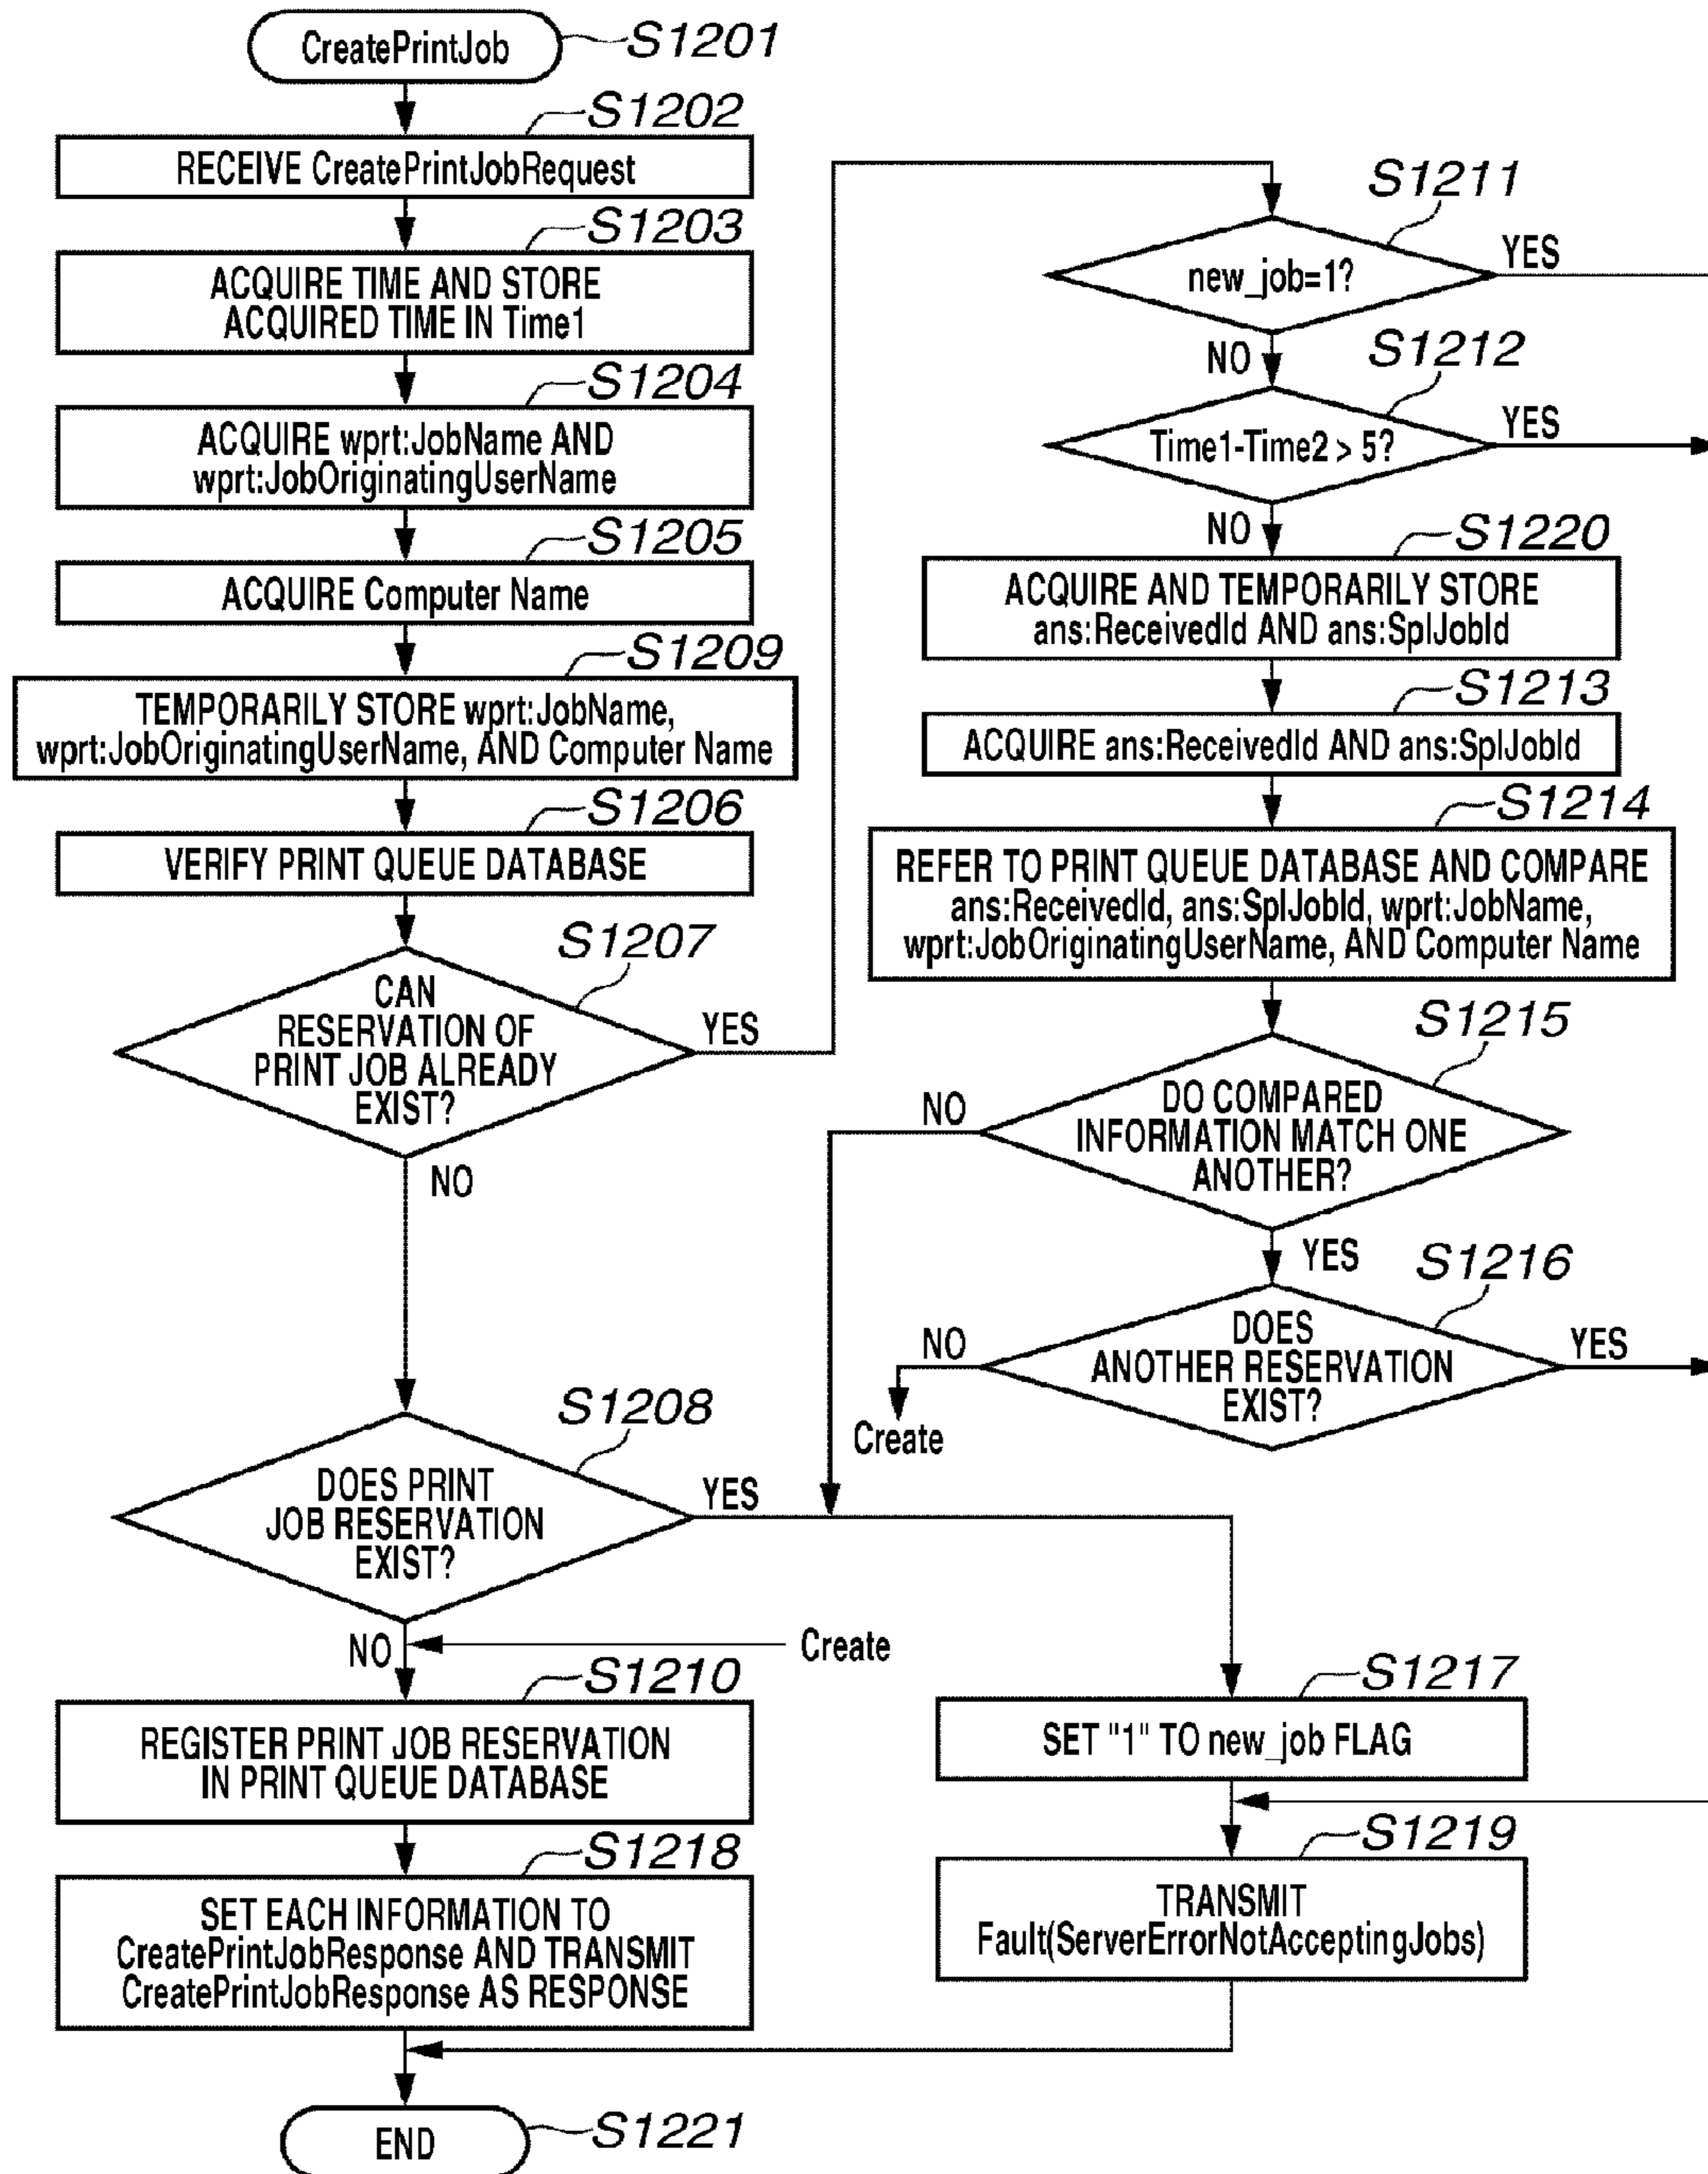 CreatePrintJob
S1201
S1202
RECEIVE CreatePrintJobRequest
S1203
ACQUIRE TIME AND STORE
ACQUIRED TIME IN Time1
S1204
ACQUIRE wprt:JobName AND
wprt:JobOriginatingUserName
S1205
ACQUIRE Computer Name
S1209
TEMPORARILY STORE wprt:JobName,
wprt:JobOriginatingUserName, AND Computer Name
S1206
VERIFY PRINT QUEUE DATABASE
S1207
CAN
RESERVATION OF
PRINT JOB ALREADY
EXIST?
YES
NO
S1208
DOES PRINT
JOB RESERVATION
EXIST?
YES
NO
Create
S1210
REGISTER PRINT JOB RESERVATION
IN PRINT QUEUE DATABASE
S1218
SET EACH INFORMATION TO
CreatePrintJobResponse AND TRANSMIT
CreatePrintJobResponse AS RESPONSE
END
S1221
S1211
new_job=1?
YES
NO
S1212
Time1-Time2 > 5?
YES
NO
S1220
ACQUIRE AND TEMPORARILY STORE
ans:ReceivedId AND ans:SplJobId
S1213
ACQUIRE ans:ReceivedId AND ans:SplJobId
S1214
REFER TO PRINT QUEUE DATABASE AND COMPARE
ans:ReceivedId, ans:SplJobId, wprt:JobName,
wprt:JobOriginatingUserName, AND Computer Name
S1215
DO COMPARED
INFORMATION MATCH ONE
ANOTHER?
NO
YES
S1216
DOES
ANOTHER RESERVATION
EXIST?
NO
YES
Create
S1217
SET "1" TO new_job FLAG
S1219
TRANSMIT
Fault(ServerErrorNotAcceptingJobs)